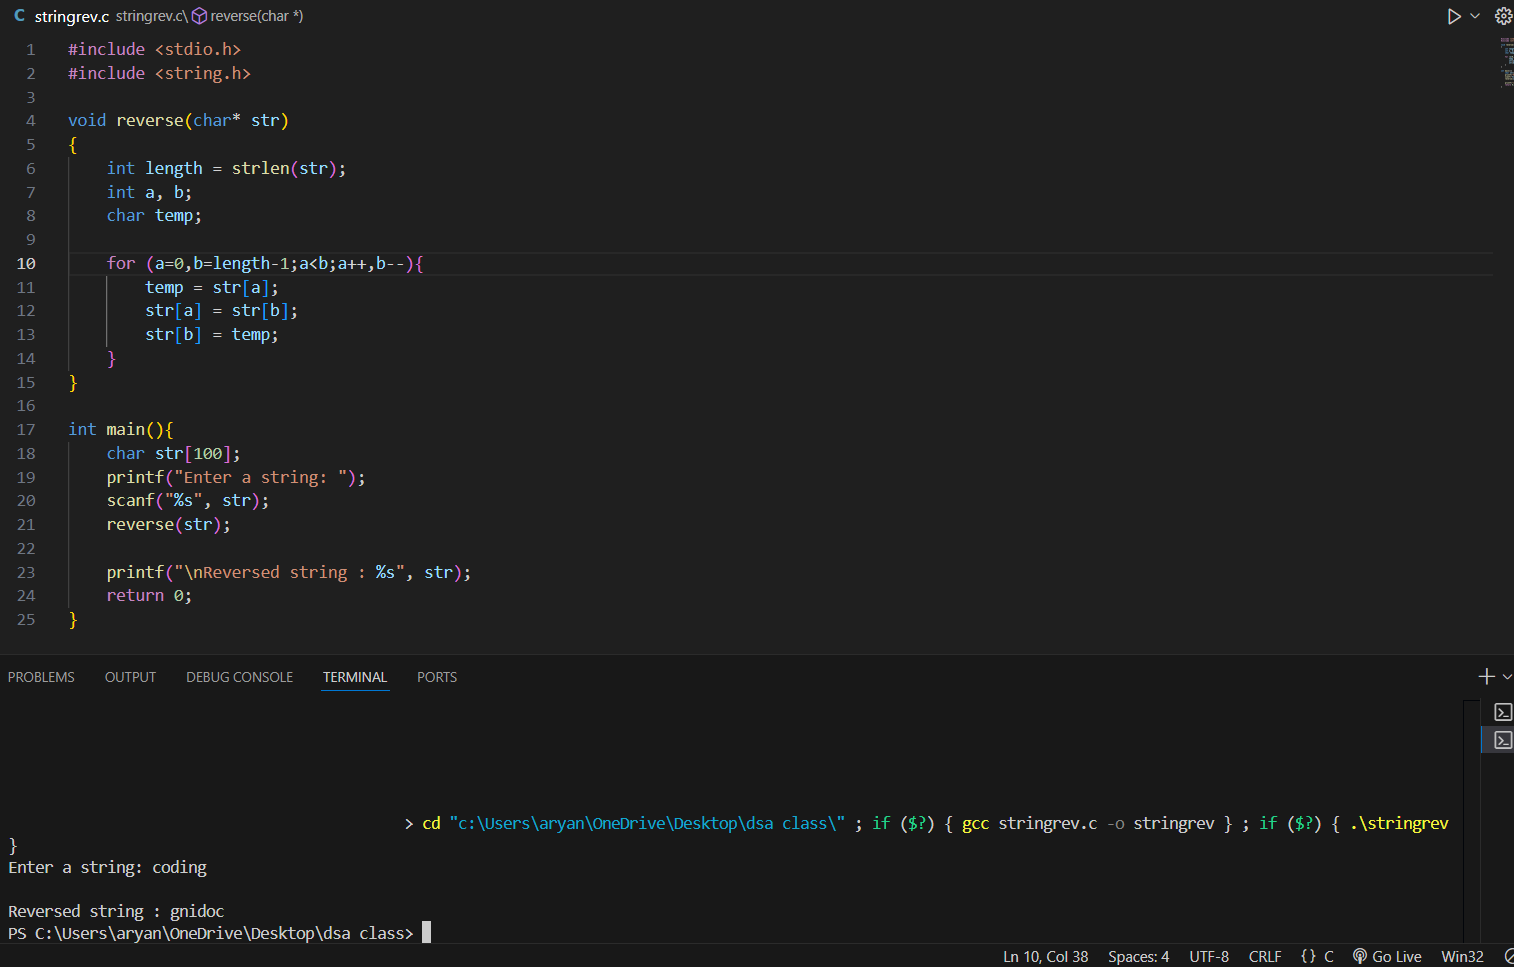 C stringrev.c stringrev.c\ reverse(char *)
1 #include <stdio.h>
2 #include <string.h>
3
4 void reverse(char* str)
5 {
6     int length = strlen(str);
7     int a, b;
8     char temp;
9
10     for (a=0,b=length-1;a<b;a++,b--){
11         temp = str[a];
12         str[a] = str[b];
13         str[b] = temp;
14     }
15 }
16
17 int main(){
18     char str[100];
19     printf("Enter a string: ");
20     scanf("%s", str);
21     reverse(str);
22
23     printf("\nReversed string : %s", str);
24     return 0;
25 }
PROBLEMS OUTPUT DEBUG CONSOLE TERMINAL PORTS
> cd "c:\Users\aryan\OneDrive\Desktop\dsa class\" ; if ($?) { gcc stringrev.c -o stringrev } ; if ($?) { .\stringrev
}
Enter a string: coding
Reversed string : gnidoc
PS C:\Users\aryan\OneDrive\Desktop\dsa class>
Ln 10, Col 38 Spaces: 4 UTF-8 CRLF {} C Go Live Win32